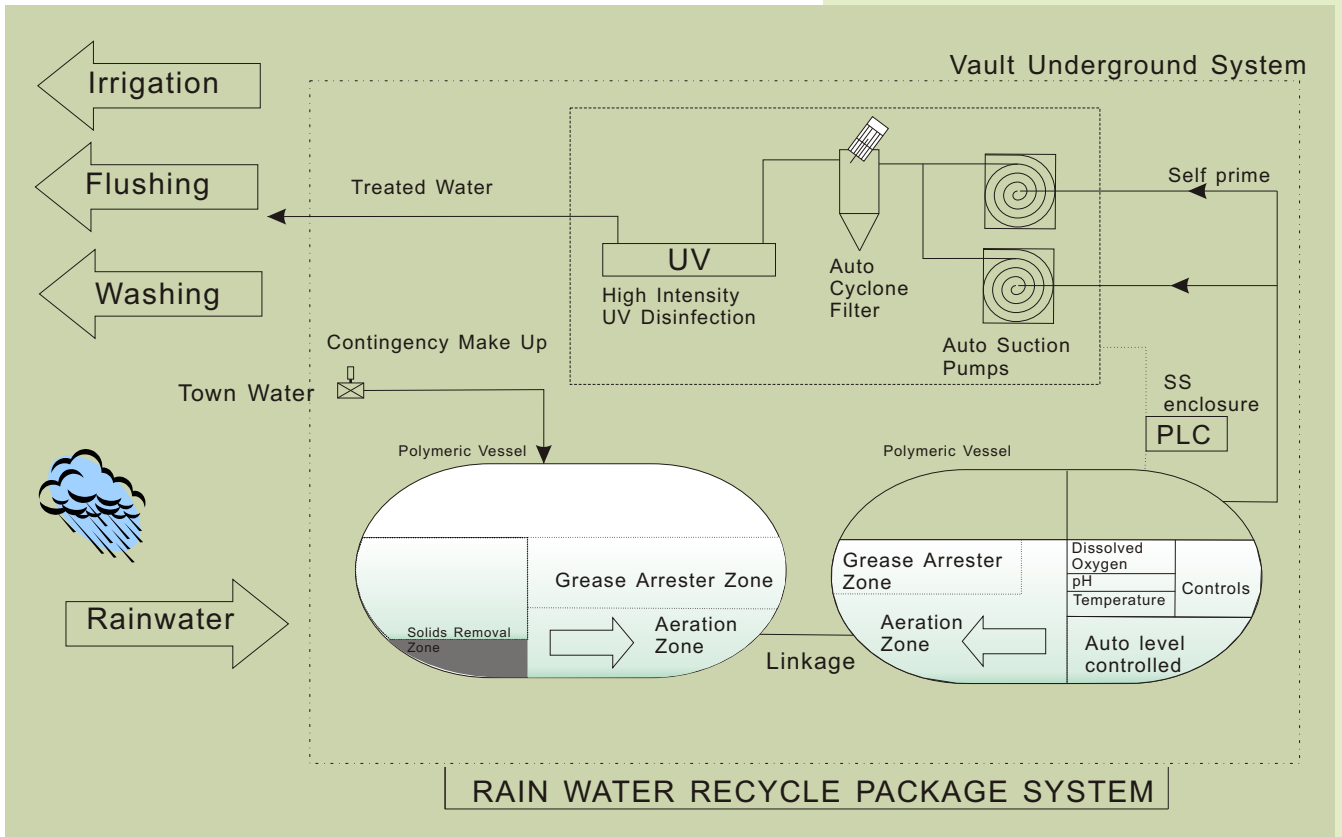 Vault Underground System
Irrigation
Flushing
Washing
Treated Water
Self prime
UV
High Intensity
UV Disinfection
Auto
Cyclone
Filter
Auto Suction
Pumps
Contingency Make Up
Town Water
SS
enclosure
PLC
Polymeric Vessel
Polymeric Vessel
Rainwater
Grease Arrester Zone
Solids Removal
Zone
Aeration
Zone
Linkage
Grease Arrester
Zone
Aeration
Zone
Dissolved
Oxygen
pH
Temperature
Controls
Auto level
controlled
RAIN WATER RECYCLE PACKAGE SYSTEM